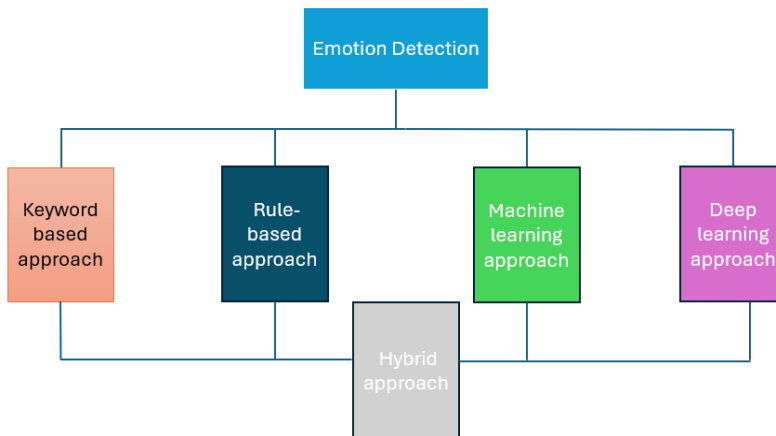 Emotion Detection
Keyword
based
approach
Rule-
based
approach
Machine
learning
approach
Deep
learning
approach
Hybrid
approach